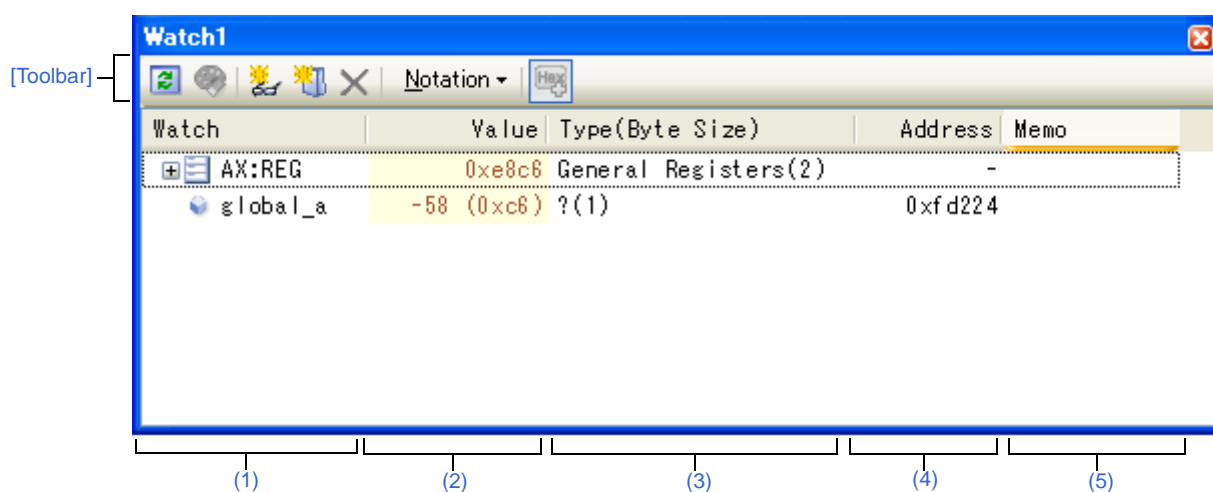 Watch1
[Toolbar]
Notation
Hex
Watch Value Type(Byte Size) Address Memo
AX:REG 0xe8c6 General Registers(2) -
global_a -58 (0xc6) ?(1) 0xfd224
(1) (2) (3) (4) (5)